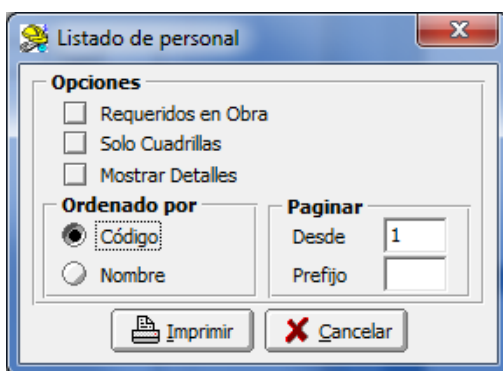 Listado de personal
X
Opciones
Requeridos en Obra
Solo Cuadrillas
Mostrar Detalles
Ordenado por
Código
Nombre
Paginar
Desde 1
Prefijo
Imprimir
Cancelar